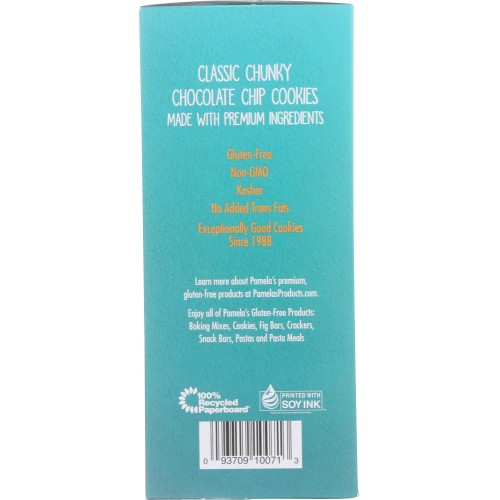 CLASSIC CHUNKY
CHOCOLATE CHIP COOKIES
MADE WITH PREMIUM INGREDIENTS
Gluten-Free
Non-GMO
Kosher
No Added Trans Fats
Exceptionally Good Cookies
Since 1988
Learn more about Pamela's premium,
gluten-free products at PamelasProducts.com.
Enjoy all of Pamela's Gluten-Free Products:
Baking Mixes, Cookies, Fig Bars, Crackers,
Snack Bars, Pastas and Pasta Meals
100%
Recycled
Paperboard
PRINTED WITH
SOY INK
0 93709 10071 3